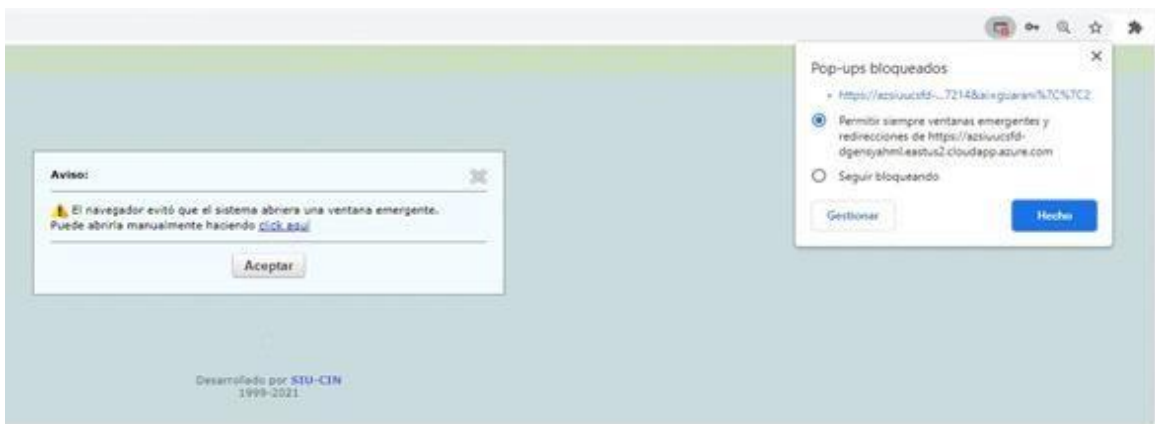 Pop-ups bloqueados
Permitir siempre ventanas emergentes y
redirecciones de https://azsiuucsfd-
dgensyahml.eastus2.cloudapp.azure.com
Seguir bloqueando
Gestionar
Hecho
Aviso:
El navegador evitó que el sistema abriera una ventana emergente.
Puede abrirla manualmente haciendo click aquí
Aceptar
Desarrollado por SIU-CIN
1999-2021